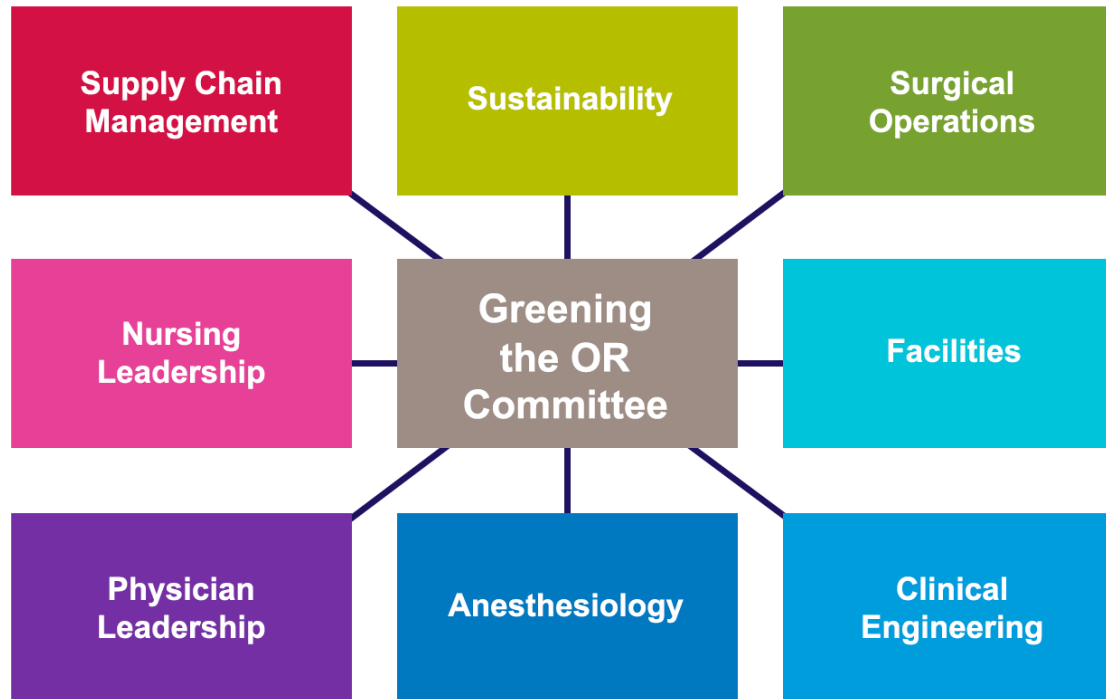 Supply Chain
Management
Sustainability
Surgical
Operations
Nursing
Leadership
Greening
the OR
Committee
Facilities
Physician
Leadership
Anesthesiology
Clinical
Engineering